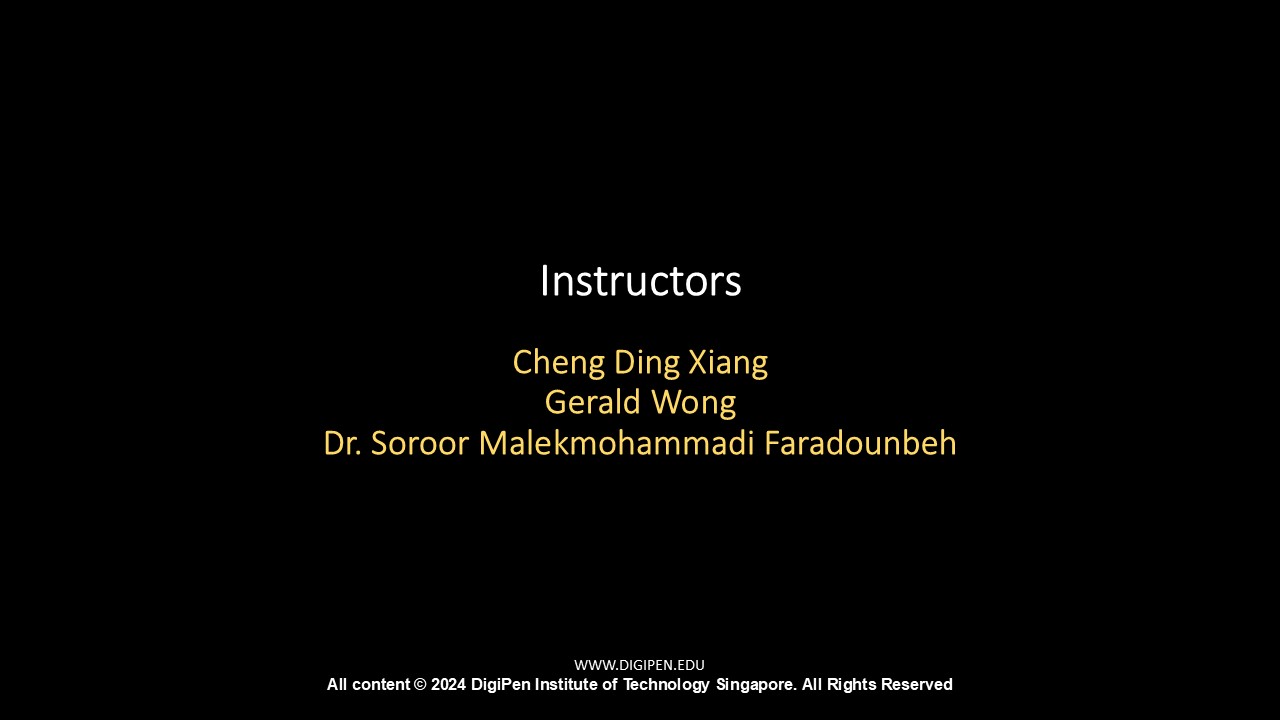 Instructors
Cheng Ding Xiang
Gerald Wong
Dr. Soroor Malekmohammadi Faradounbeh
WWW.DIGIPEN.EDU
All content © 2024 DigiPen Institute of Technology Singapore. All Rights Reserved